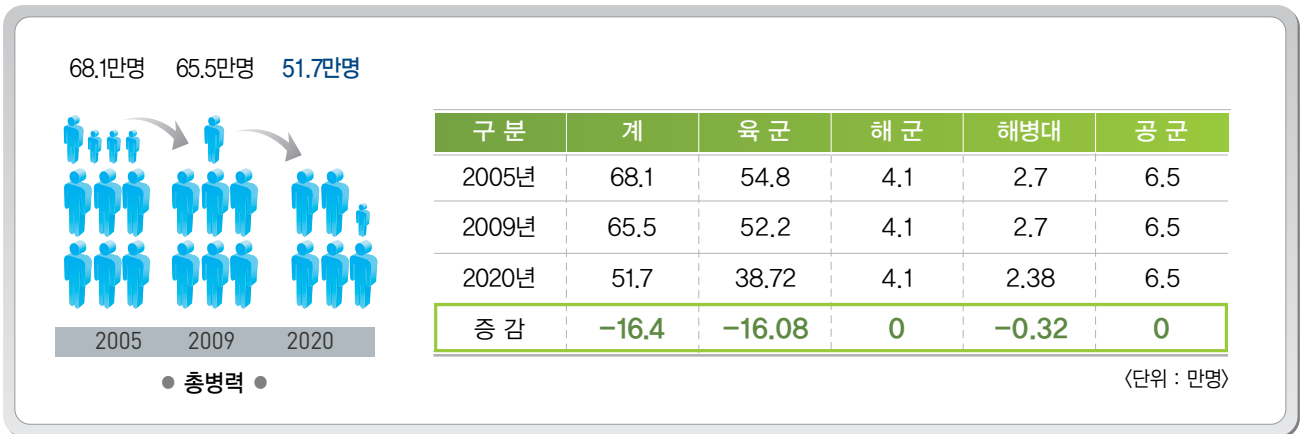 68.1만명 65.5만명 51.7만명
2005 2009 2020
● 총병력 ●
구 분 계 육 군 해 군 해병대 공 군
2005년 68.1 54.8 4.1 2.7 6.5
2009년 65.5 52.2 4.1 2.7 6.5
2020년 51.7 38.72 4.1 2.38 6.5
증 감 -16.4 -16.08 0 -0.32 0
〈단위 : 만명〉